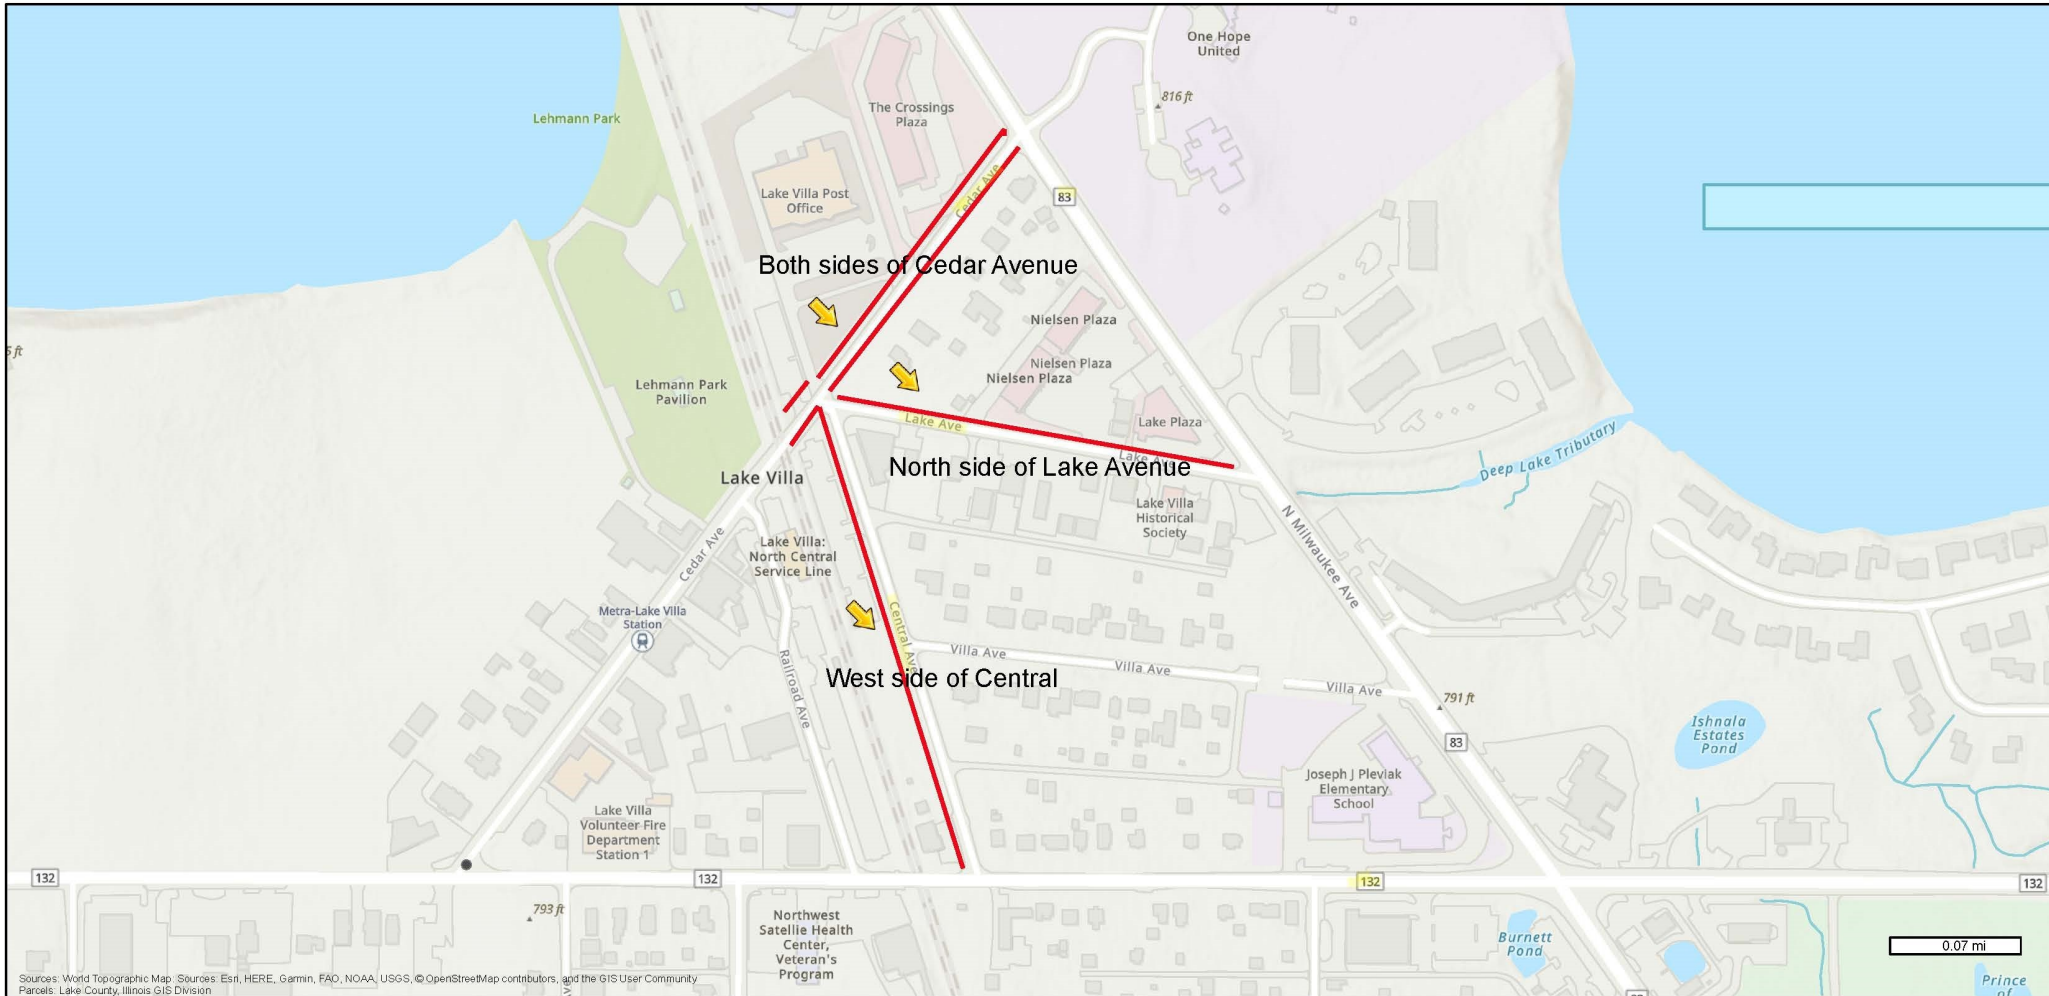 One Hope
United
816 ft
The Crossings
Plaza
Lehmann Park
Lake Villa Post
Office
Cedar Ave
83
Both sides of Cedar Avenue
Nielsen Plaza
5 ft
Nielsen Plaza
Nielsen Plaza
Lehmann Park
Pavilion
Lake Ave
Lake Plaza
Lake Ave
North side of Lake Avenue
Deep Lake Tributary
Lake Villa
Lake Villa
Historical
Society
N Milwaukee Ave
Cedar Ave
Lake Villa:
North Central
Service Line
Metra-Lake Villa
Station
Central Ave
Villa Ave
Villa Ave
Villa Ave
Railroad Ave
West side of Central
791 ft
83
Ishnala
Estates
Pond
Joseph J Pleviak
Elementary
School
Lake Villa
Volunteer Fire
Department
Station 1
132
132
132
132
793 ft
Northwest
Satellie Health
Center,
Veteran's
Program
Burnett
Pond
0.07 mi
Prince
of
Sources: World Topographic Map: Sources: Esri, HERE, Garmin, FAO, NOAA, USGS, © OpenStreetMap contributors, and the GIS User Community
Parcels: Lake County, Illinois GIS Division